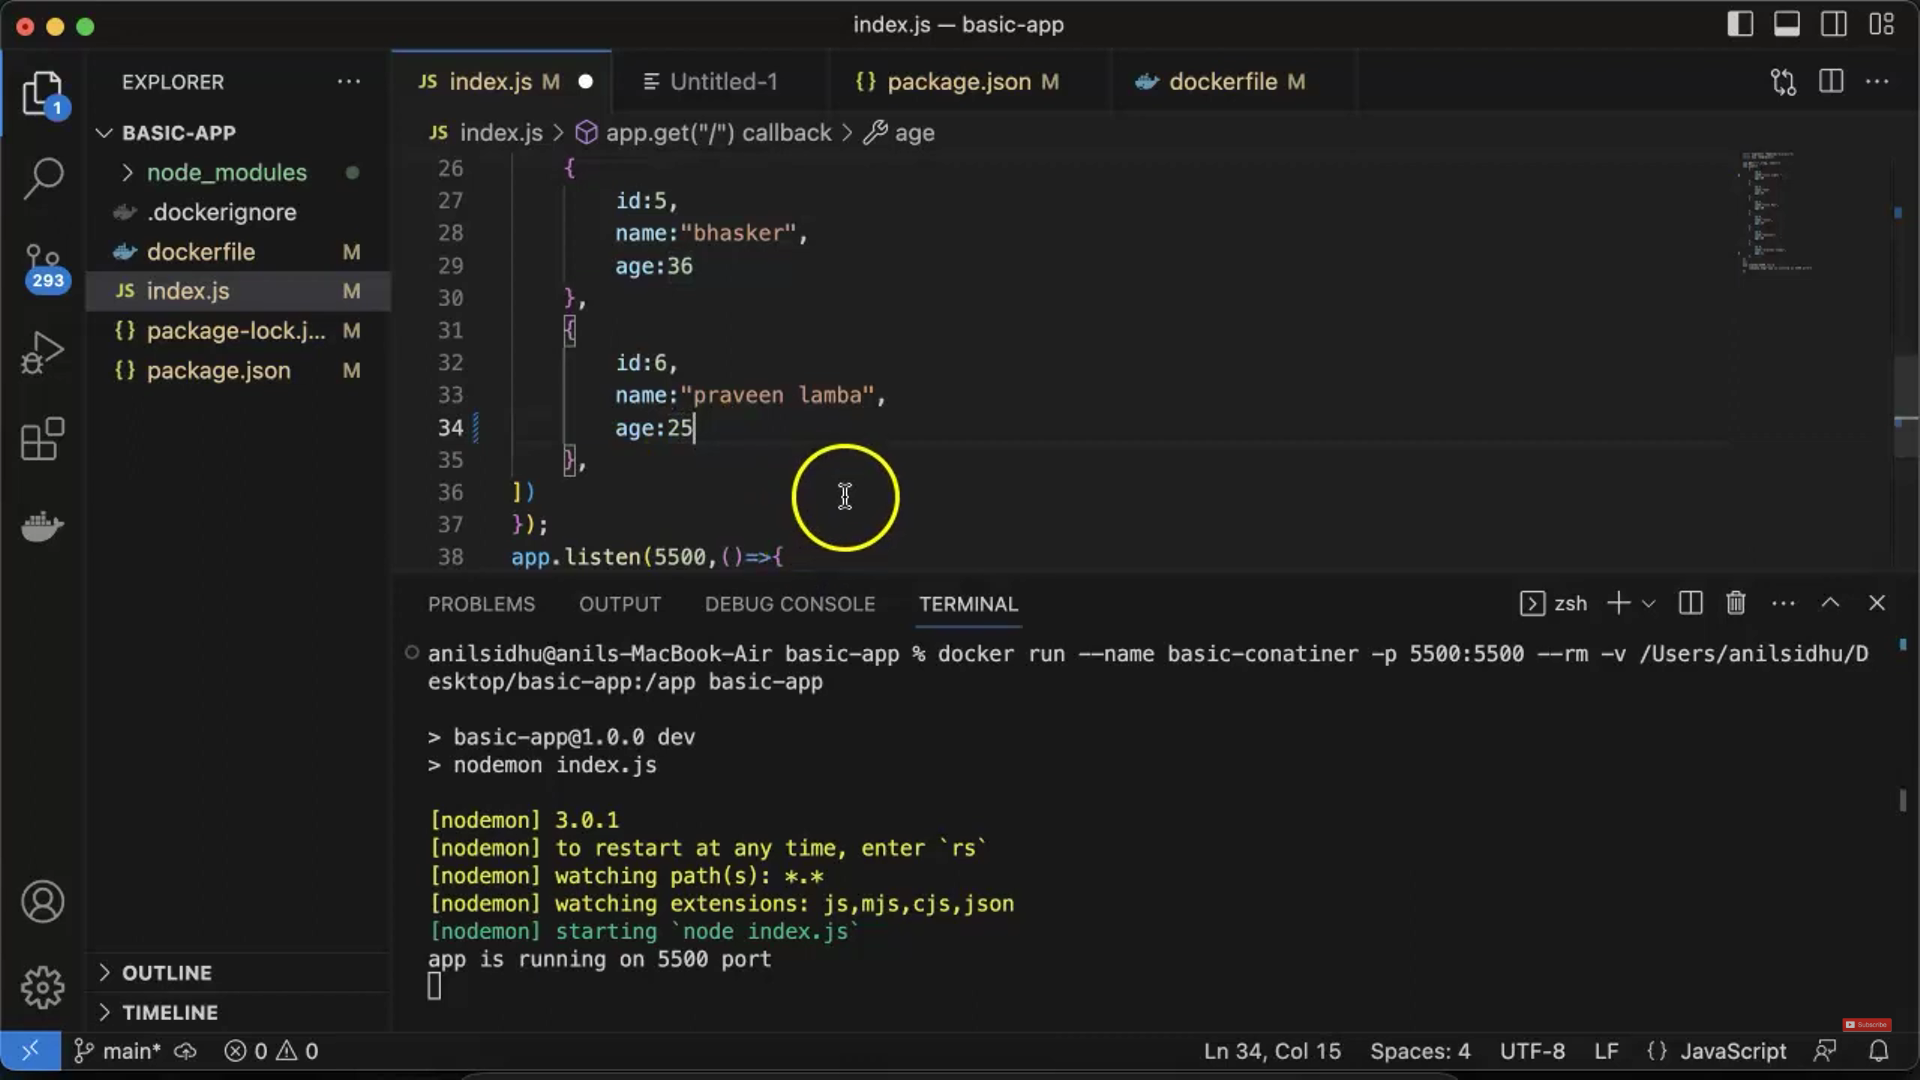 index.js — basic-app
EXPLORER
JS index.js M
Untitled-1
{} package.json M
dockerfile M
1
BASIC-APP
JS index.js > app.get("/") callback > age
node_modules
.dockerignore
dockerfile M
293
JS index.js M
{} package-lock.j... M
{} package.json M
26 {
27 id:5,
28 name:"bhasker",
29 age:36
30 },
31 {
32 id:6,
33 name:"praveen lamba",
34 age:25
35 },
36 ])
37 });
38 app.listen(5500,()=>{
PROBLEMS OUTPUT DEBUG CONSOLE TERMINAL
zsh
anilsidhu@anils-MacBook-Air basic-app % docker run --name basic-conatiner -p 5500:5500 --rm -v /Users/anilsidhu/D
esktop/basic-app:/app basic-app
> basic-app@1.0.0 dev
> nodemon index.js
[nodemon] 3.0.1
[nodemon] to restart at any time, enter `rs`
[nodemon] watching path(s): *.*
[nodemon] watching extensions: js,mjs,cjs,json
[nodemon] starting `node index.js`
app is running on 5500 port
OUTLINE
TIMELINE
Subscribe
main* 0 0
Ln 34, Col 15 Spaces: 4 UTF-8 LF {} JavaScript